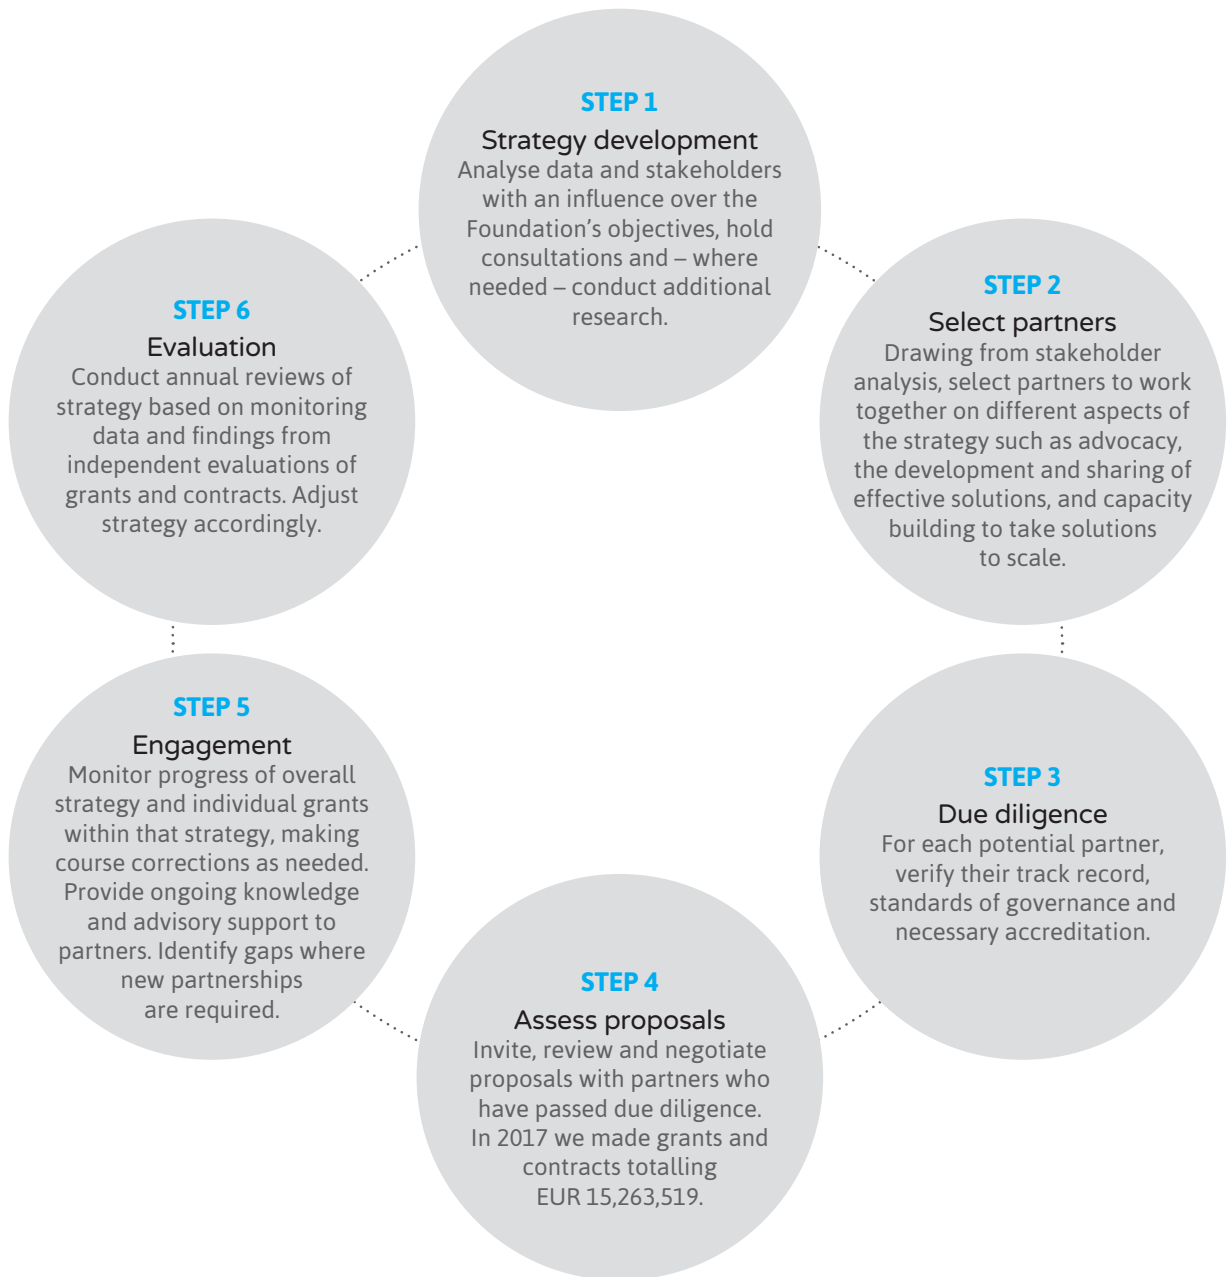 STEP 1
Strategy development
Analyse data and stakeholders
with an influence over the
Foundation’s objectives, hold
consultations and – where
needed – conduct additional
research.
STEP 2
Select partners
Drawing from stakeholder
analysis, select partners to work
together on different aspects of
the strategy such as advocacy,
the development and sharing of
effective solutions, and capacity
building to take solutions
to scale.
STEP 3
Due diligence
For each potential partner,
verify their track record,
standards of governance and
necessary accreditation.
STEP 4
Assess proposals
Invite, review and negotiate
proposals with partners who
have passed due diligence.
In 2017 we made grants and
contracts totalling
EUR 15,263,519.
STEP 5
Engagement
Monitor progress of overall
strategy and individual grants
within that strategy, making
course corrections as needed.
Provide ongoing knowledge
and advisory support to
partners. Identify gaps where
new partnerships
are required.
STEP 6
Evaluation
Conduct annual reviews of
strategy based on monitoring
data and findings from
independent evaluations of
grants and contracts. Adjust
strategy accordingly.